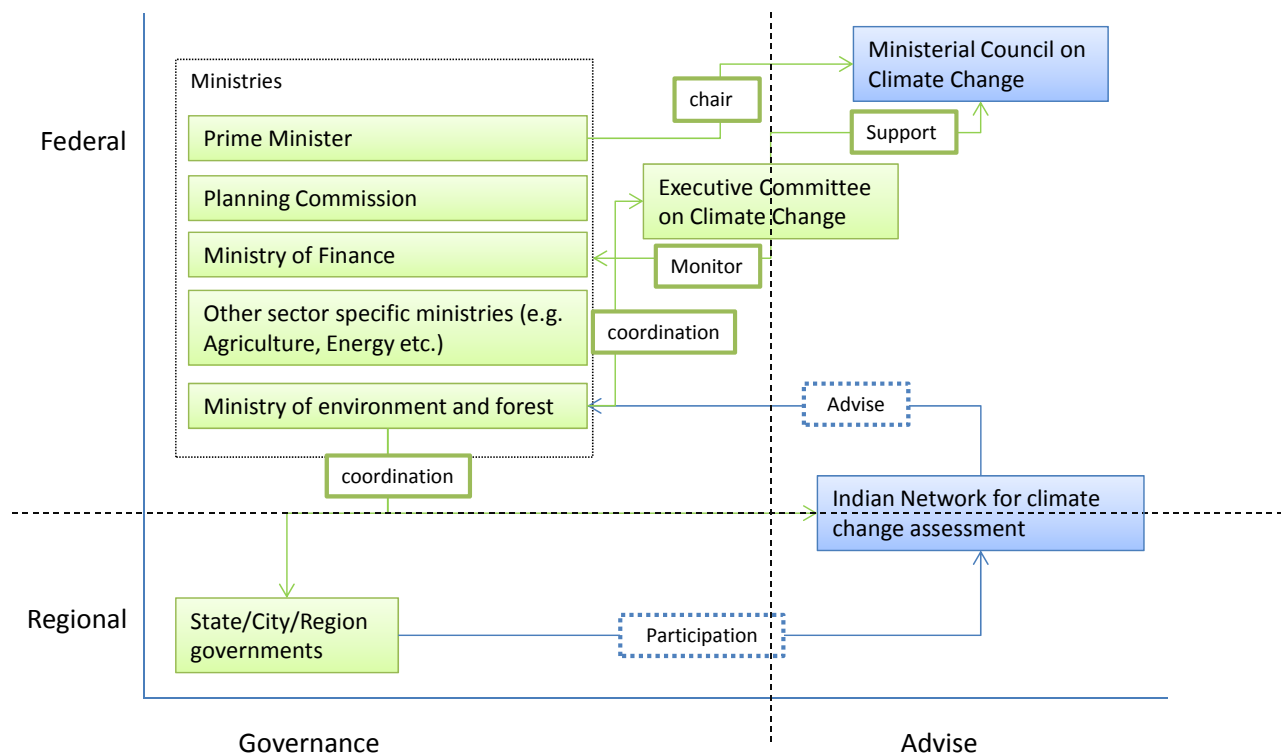 Ministerial Council on
Climate Change
Ministries
chair
Federal
Prime Minister
Support
Planning Commission
Executive Committee
on Climate Change
Ministry of Finance
Monitor
Other sector specific ministries (e.g.
Agriculture, Energy etc.)
coordination
Ministry of environment and forest
Advise
coordination
Indian Network for climate
change assessment
Regional
State/City/Region
governments
Participation
Governance
Advise